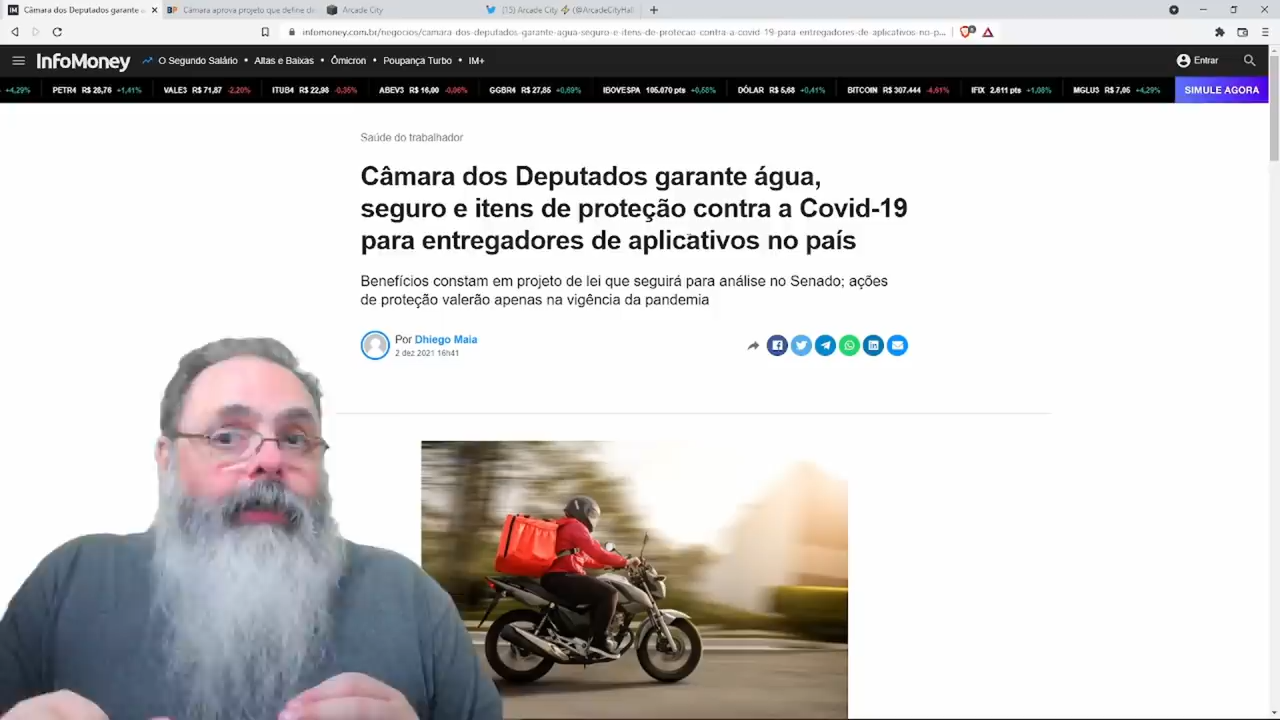 Câmara dos Deputados garante a
Câmara aprova projeto que define di
Arcade City
(15) Arcade City ⚡ (@ArcadeCityHal
infomoney.com.br/negocios/camara-dos-deputados-garante-agua-seguro-e-itens-de-protecao-contra-a-covid-19-para-entregadores-de-aplicativos-no-p...
InfoMoney
O Segundo Salário • Altas e Baixas • Ômicron • Poupança Turbo • IM+
Entrar
+4,29% PETR4 R$ 28,76 +1,41% VALE3 R$ 71,87 -2,20% ITUB4 R$ 22,98 -0,35% ABEV3 R$ 16,00 -0,06% GGBR4 R$ 27,85 +0,69% IBOVESPA 105.070 pts +0,58% DÓLAR R$ 5,68 +0,41% BITCOIN R$ 307.444 -4,61% IFIX 2.611 pts +1,08% MGLU3 R$ 7,05 +4,29%
SIMULE AGORA
Saúde do trabalhador
Câmara dos Deputados garante água,
seguro e itens de proteção contra a Covid-19
para entregadores de aplicativos no país
Benefícios constam em projeto de lei que seguirá para análise no Senado; ações
de proteção valerão apenas na vigência da pandemia
Por Dhiego Maia
2 dez 2021 16h41